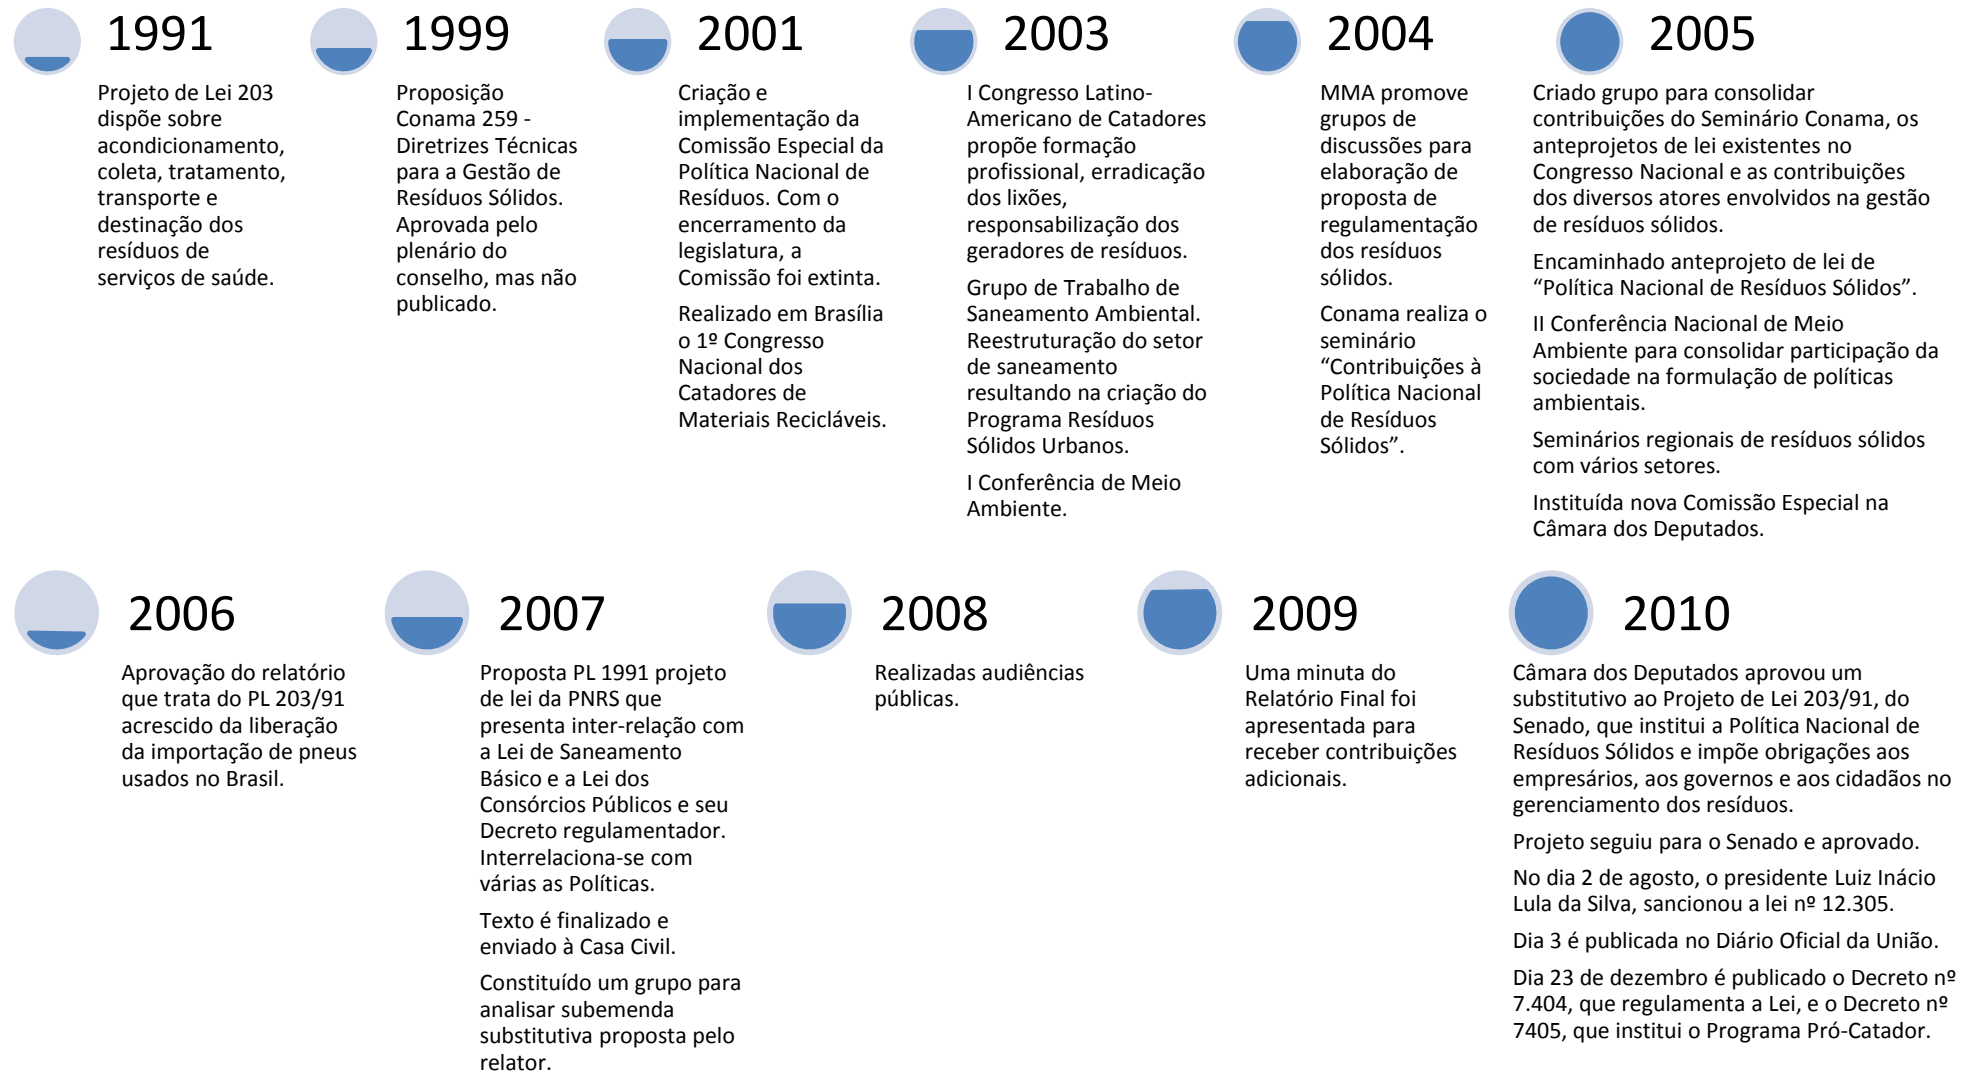 1991
Projeto de Lei 203
dispõe sobre
acondicionamento,
coleta, tratamento,
transporte e
destinação dos
resíduos de
serviços de saúde.
1999
Proposição
Conama 259 -
Diretrizes Técnicas
para a Gestão de
Resíduos Sólidos.
Aprovada pelo
plenário do
conselho, mas não
publicado.
2001
Criação e
implementação da
Comissão Especial da
Política Nacional de
Resíduos. Com o
encerramento da
legislatura, a
Comissão foi extinta.
Realizado em Brasília
o 1º Congresso
Nacional dos
Catadores de
Materiais Recicláveis.
2003
I Congresso Latino-
Americano de Catadores
propõe formação
profissional, erradicação
dos lixões,
responsabilização dos
geradores de resíduos.
Grupo de Trabalho de
Saneamento Ambiental.
Reestruturação do setor
de saneamento
resultando na criação do
Programa Resíduos
Sólidos Urbanos.
I Conferência de Meio
Ambiente.
2004
MMA promove
grupos de
discussões para
elaboração de
proposta de
regulamentação
dos resíduos
sólidos.
Conama realiza o
seminário
“Contribuições à
Política Nacional
de Resíduos
Sólidos”.
2005
Criado grupo para consolidar
contribuições do Seminário Conama, os
anteprojetos de lei existentes no
Congresso Nacional e as contribuições
dos diversos atores envolvidos na gestão
de resíduos sólidos.
Encaminhado anteprojeto de lei de
“Política Nacional de Resíduos Sólidos”.
II Conferência Nacional de Meio
Ambiente para consolidar participação da
sociedade na formulação de políticas
ambientais.
Seminários regionais de resíduos sólidos
com vários setores.
Instituída nova Comissão Especial na
Câmara dos Deputados.
2006
Aprovação do relatório
que trata do PL 203/91
acrescido da liberação
da importação de pneus
usados no Brasil.
2007
Proposta PL 1991 projeto
de lei da PNRS que
presenta inter-relação com
a Lei de Saneamento
Básico e a Lei dos
Consórcios Públicos e seu
Decreto regulamentador.
Interrelaciona-se com
várias as Políticas.
Texto é finalizado e
enviado à Casa Civil.
Constituído um grupo para
analisar subemenda
substitutiva proposta pelo
relator.
2008
Realizadas audiências
públicas.
2009
Uma minuta do
Relatório Final foi
apresentada para
receber contribuições
adicionais.
2010
Câmara dos Deputados aprovou um
substitutivo ao Projeto de Lei 203/91, do
Senado, que institui a Política Nacional de
Resíduos Sólidos e impõe obrigações aos
empresários, aos governos e aos cidadãos no
gerenciamento dos resíduos.
Projeto seguiu para o Senado e aprovado.
No dia 2 de agosto, o presidente Luiz Inácio
Lula da Silva, sancionou a lei nº 12.305.
Dia 3 é publicada no Diário Oficial da União.
Dia 23 de dezembro é publicado o Decreto nº
7.404, que regulamenta a Lei, e o Decreto nº
7405, que institui o Programa Pró-Catador.